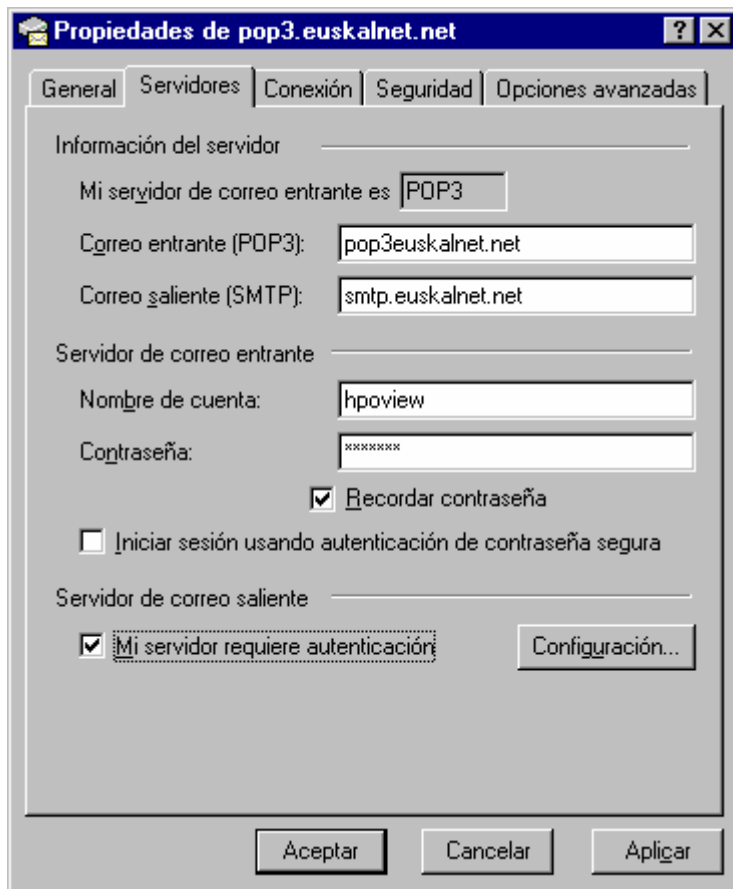 Propiedades de pop3.euskalnet.net
General Servidores Conexión Seguridad Opciones avanzadas
Información del servidor
Mi servidor de correo entrante es POP3
Correo entrante (POP3): pop3euskalnet.net
Correo saliente (SMTP): smtp.euskalnet.net
Servidor de correo entrante
Nombre de cuenta: hpoview
Contraseña: *******
Recordar contraseña
Iniciar sesión usando autenticación de contraseña segura
Servidor de correo saliente
Mi servidor requiere autenticación Configuración...
Aceptar Cancelar Aplicar